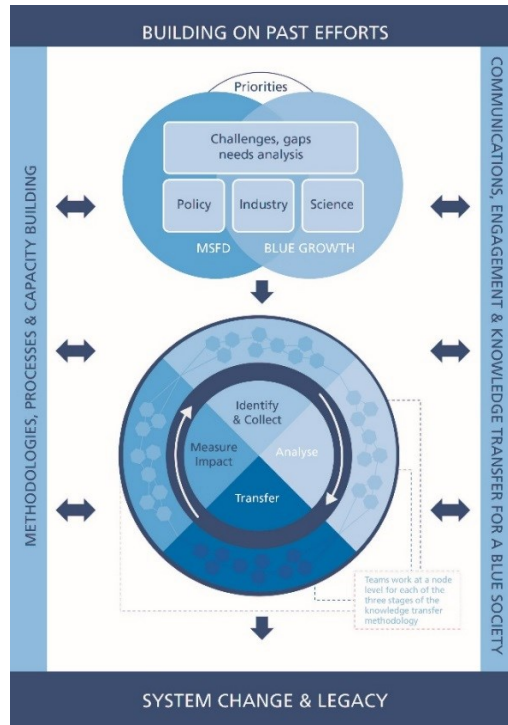 BUILDING ON PAST EFFORTS
METHODOLOGIES, PROCESSES & CAPACITY BUILDING
COMMUNICATIONS, ENGAGEMENT & KNOWLEDGE TRANSFER FOR A BLUE SOCIETY
Priorities
Challenges, gaps
needs analysis
Policy
Industry
Science
MSFD
BLUE GROWTH
Identify
& Collect
Measure
Impact
Analyse
Transfer
Teams work at a node
level for each of the
three stages of the
knowledge transfer
methodology
SYSTEM CHANGE & LEGACY